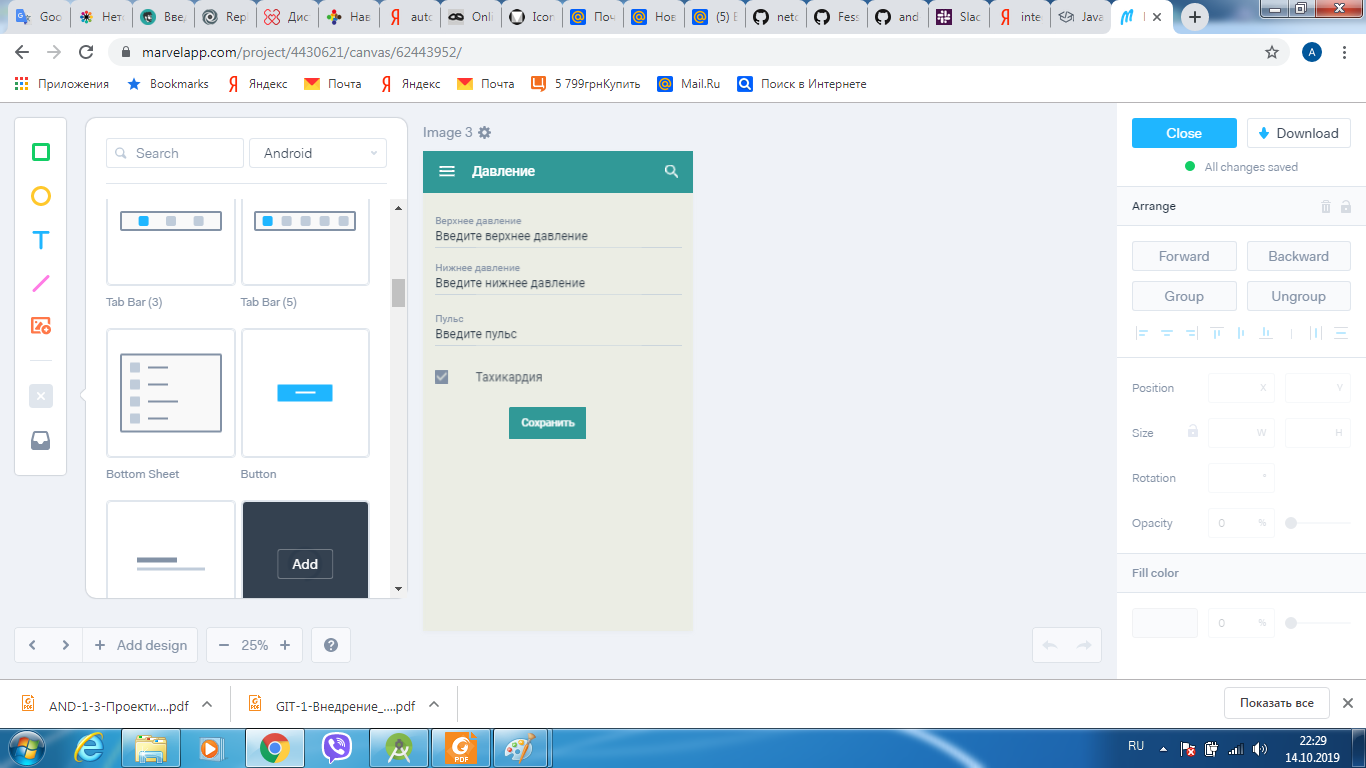 Goo
Нето
Вве
Rep
Дис
Нав
auto
Onli
Icon
Поч
Нов
(5) В
netc
Fess
and
Slac
inte
Java
marvelapp.com/project/4430621/canvas/62443952/
A
Приложения
Bookmarks
Яндекс
Почта
Яндекс
Почта
5 799грнКупить
Mail.Ru
Поиск в Интернете
Search
Android
Tab Bar (3)
Tab Bar (5)
Bottom Sheet
Button
Add
Image 3
Давление
Верхнее давление
Введите верхнее давление
Нижнее давление
Введите нижнее давление
Пульс
Введите пульс
Тахикардия
Сохранить
Close
Download
All changes saved
Arrange
Forward
Backward
Group
Ungroup
Position
X
Y
Size
W
H
Rotation
°
Opacity
0 %
Fill color
0 %
Add design
25%
AND-1-3-Проекти....pdf
GIT-1-Внедрение_....pdf
Показать все
PDF
RU
22:29
14.10.2019